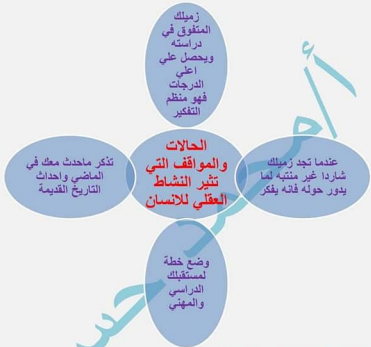 زميلك
المتفوق في
دراسته
ويحصل علي
اعلي
الدرجات
فهو منظم
التفكير
الحالات
والمواقف التي
تثير النشاط
العقلي للانسان
عندما تجد زميلك
شاردا غير منتبه لما
يدور حوله فانه يفكر
تذكر ماحدث معك في
الماضي واحداث
التاريخ القديمة
وضع خطة
لمستقبلك
الدراسي
والمهني